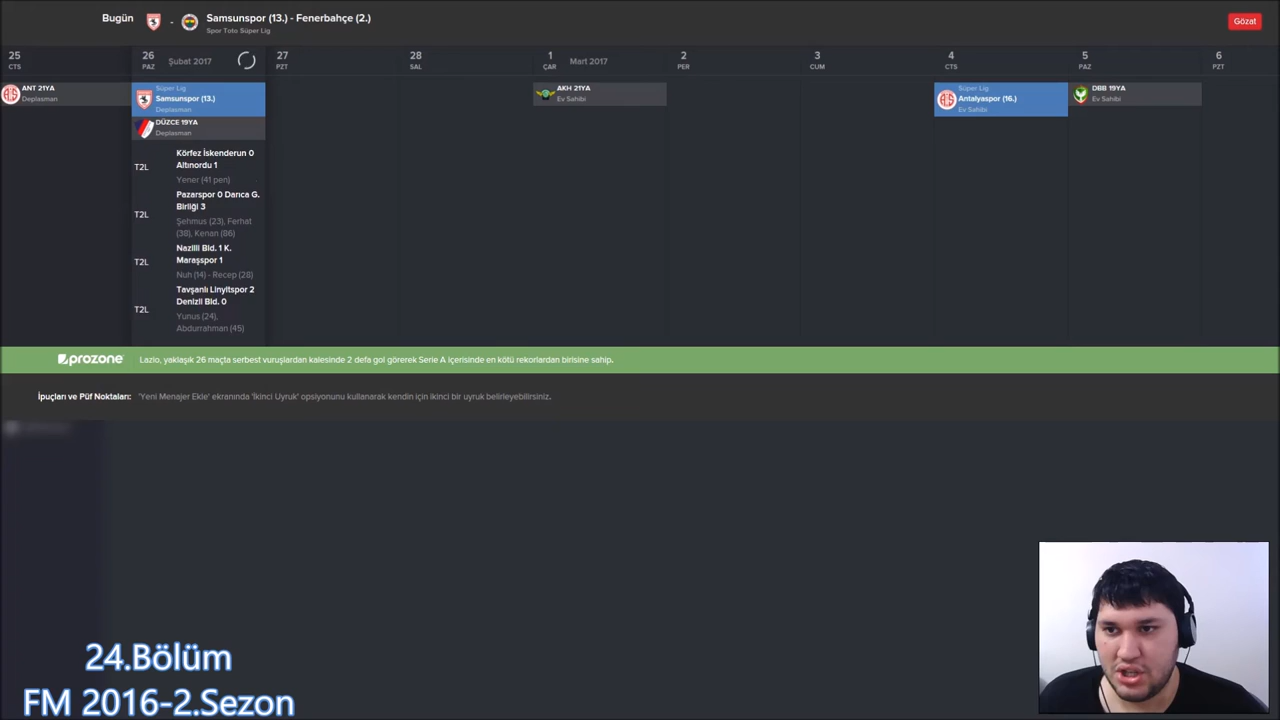 Bugün
-
Samsunspor (13.) - Fenerbahçe (2.)
Spor Toto Süper Lig
Gözat
25
CTS
26
PAZ
Şubat 2017
27
PZT
28
SAL
1
ÇAR
Mart 2017
2
PER
3
CUM
4
CTS
5
PAZ
6
PZT
ANT 21YA
Deplasman
Süper Lig
Samsunspor (13.)
Deplasman
DÜZCE 19YA
Deplasman
AKH 21YA
Ev Sahibi
Süper Lig
Antalyaspor (16.)
Ev Sahibi
DBB 19YA
Ev Sahibi
T2L
Körfez İskenderun 0
Altınordu 1
Yener (41 pen)
T2L
Pazarspor 0 Darıca G.
Birliği 3
Şehmus (23), Ferhat
(38), Kenan (86)
T2L
Nazilli Bld. 1 K.
Maraşspor 1
Nuh (14) - Recep (28)
T2L
Tavşanlı Linyitspor 2
Denizli Bld. 0
Yunus (24),
Abdurrahman (45)
prozone
Lazio, yaklaşık 26 maçta serbest vuruşlardan kalesinde 2 defa gol görerek Serie A içerisinde en kötü rekorlardan birisine sahip.
İpuçları ve Püf Noktaları:
'Yeni Menajer Ekle' ekranında 'İkinci Uyruk' opsiyonunu kullanarak kendin için ikinci bir uyruk belirleyebilirsiniz.
24.Bölüm
FM 2016-2.Sezon